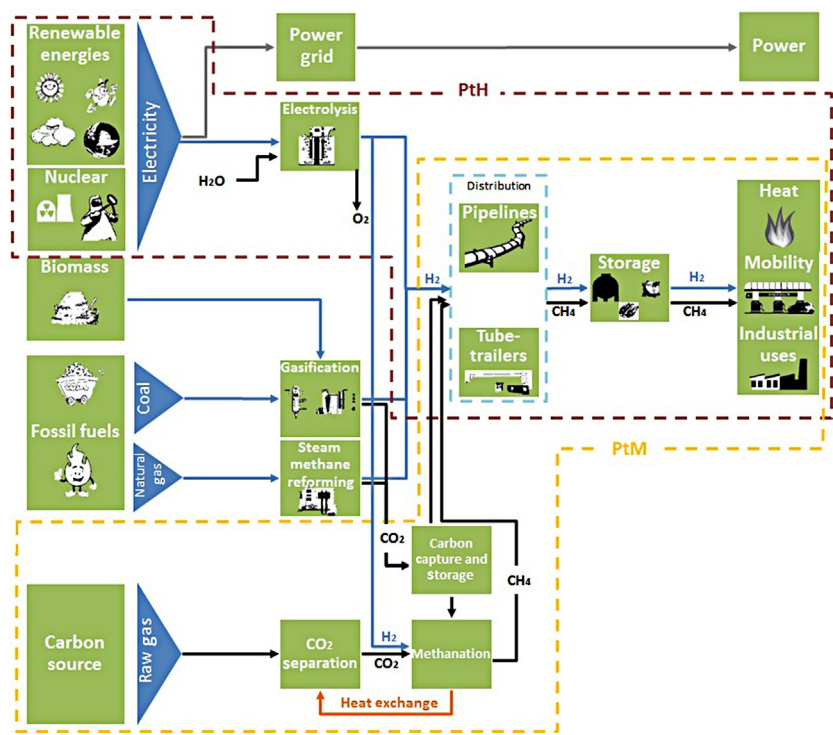 Renewable
energies
Power
grid
Power
PtH
Electricity
Electrolysis
H₂O
O₂
Nuclear
Distribution
Pipelines
Heat
Biomass
H₂
H₂
Storage
H₂
Mobility
CH₄
CH₄
Tube-
trailers
Industrial
uses
Gasification
Coal
Fossil fuels
Natural
gas
Steam
methane
reforming
PtM
CO₂
Carbon
capture and
storage
CH₄
Carbon
source
Raw gas
CO₂
separation
H₂
CO₂
Methanation
Heat exchange